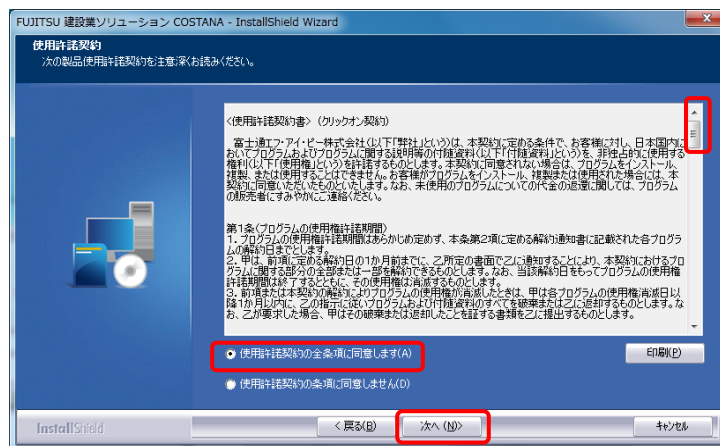 FUJITSU 建設業ソリューション COSTANA - InstallShield Wizard
使用許諾契約
次の製品使用許諾契約を注意深くお読みください。
<使用許諾契約書> (クリックオン契約)
富士通エフ・アイ・ピー株式会社(以下「弊社」という)は、本契約に定める条件で、お客様に対し、日本国内に
おいてプログラムおよびプログラムに関する説明等の付随資料(以下「付随資料」という)を、非独占的に使用する
権利(以下「使用権」という)を許諾するものとします。本契約に同意されない場合は、プログラムをインストール、
複製、または使用することはできません。お客様がプログラムをインストール、複製または使用された場合には、本
契約に同意いただいたものといたします。なお、未使用のプログラムについての代金の返還に関しては、プログラム
の販売者にすみやかにご連絡ください。
第1条(プログラムの使用権許諾期間)
1. プログラムの使用権許諾期間はあらかじめ定めず、本条第2項に定める解約通知書に記載された各プログラ
ムの解約日までとします。
2. 甲は、前項に定める解約日の1か月前までに、乙所定の書面で乙に通知することにより、本契約におけるプロ
グラムに関する部分の全部または一部を解約できるものとします。なお、当該解約日をもってプログラムの使用権
許諾期間は終了するとともに、その使用権は消滅するものとします。
3. 前項または本契約の解約によりプログラムの使用権が消滅したときは、甲は各プログラムの使用権消滅日以
降1か月以内に、乙の指示に従いプログラムおよび付随資料のすべてを破棄または乙に返却するものとします。な
お、乙が要求した場合、甲はその破棄または返却したことを証する書類を乙に提出するものとします。
使用許諾契約の全条項に同意します(A)
印刷(P)
使用許諾契約の条項に同意しません(D)
InstallShield
< 戻る(B)
次へ (N)>
キャンセル